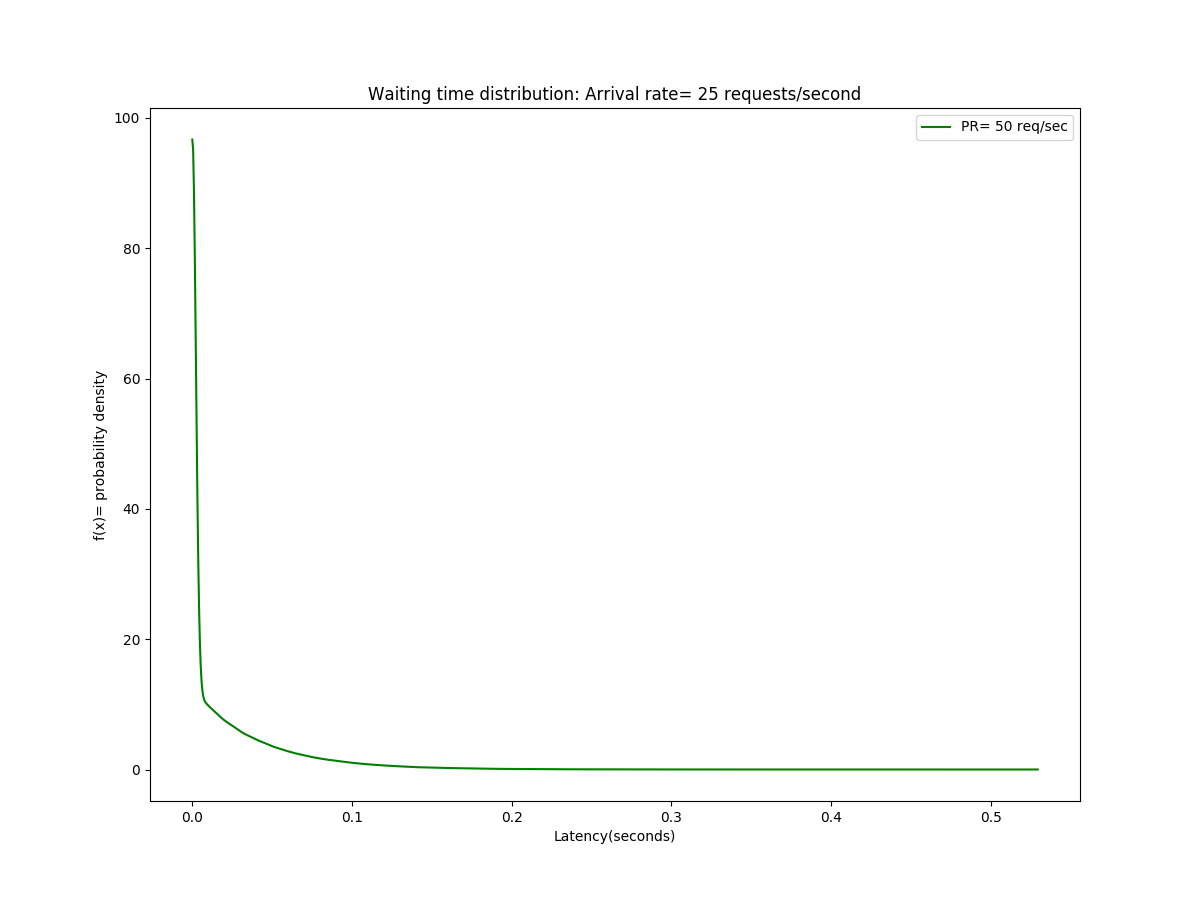 Waiting time distribution: Arrival rate= 25 requests/second
PR= 50 req/sec
100
80
60
40
20
0
f(x)= probability density
0.0 0.1 0.2 0.3 0.4 0.5
Latency(seconds)